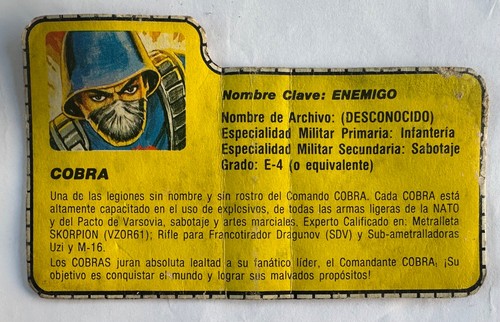 Nombre Clave: ENEMIGO
Nombre de Archivo: (DESCONOCIDO)
Especialidad Militar Primaria: Infantería
Especialidad Militar Secundaria: Sabotaje
Grado: E-4 (o equivalente)
COBRA
Una de las legiones sin nombre y sin rostro del Comando COBRA. Cada COBRA está
altamente capacitado en el uso de explosivos, de todas las armas ligeras de la NATO
y del Pacto de Varsovia, sabotaje y artes marciales. Experto Calificado en: Metralleta
SKORPION (VZOR61); Rifle para Francotirador Dragunov (SDV) y Sub-ametralladoras
Uzi y M-16.
Los COBRAS juran absoluta lealtad a su fanático líder, el Comandante COBRA, ¡Su
objetivo es conquistar el mundo y lograr sus malvados propósitos!